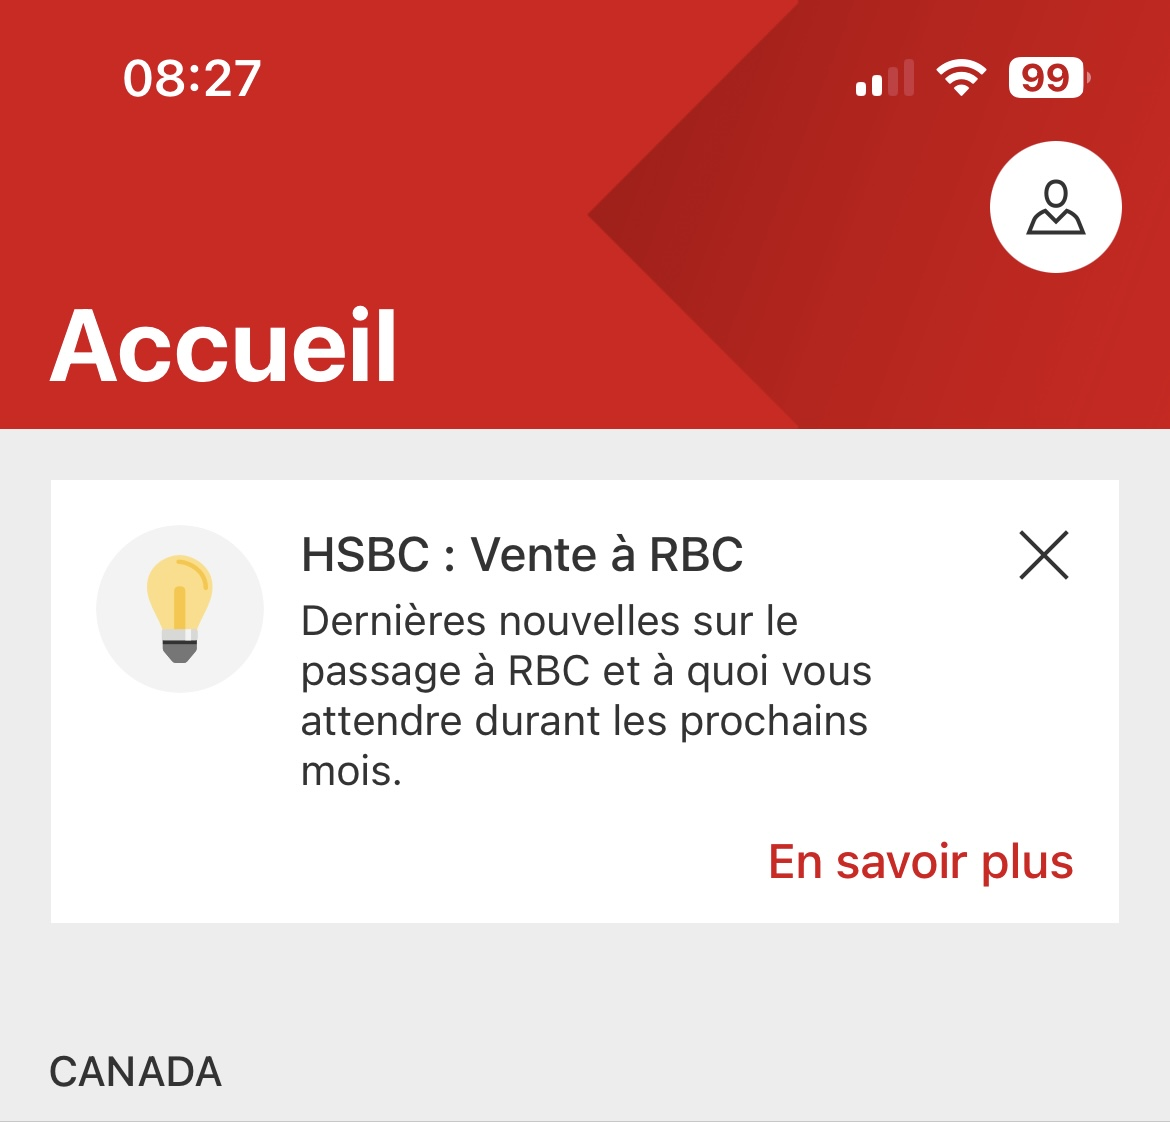 08:27
99
Accueil
HSBC : Vente à RBC
Dernières nouvelles sur le
passage à RBC et à quoi vous
attendre durant les prochains
mois.
En savoir plus
CANADA